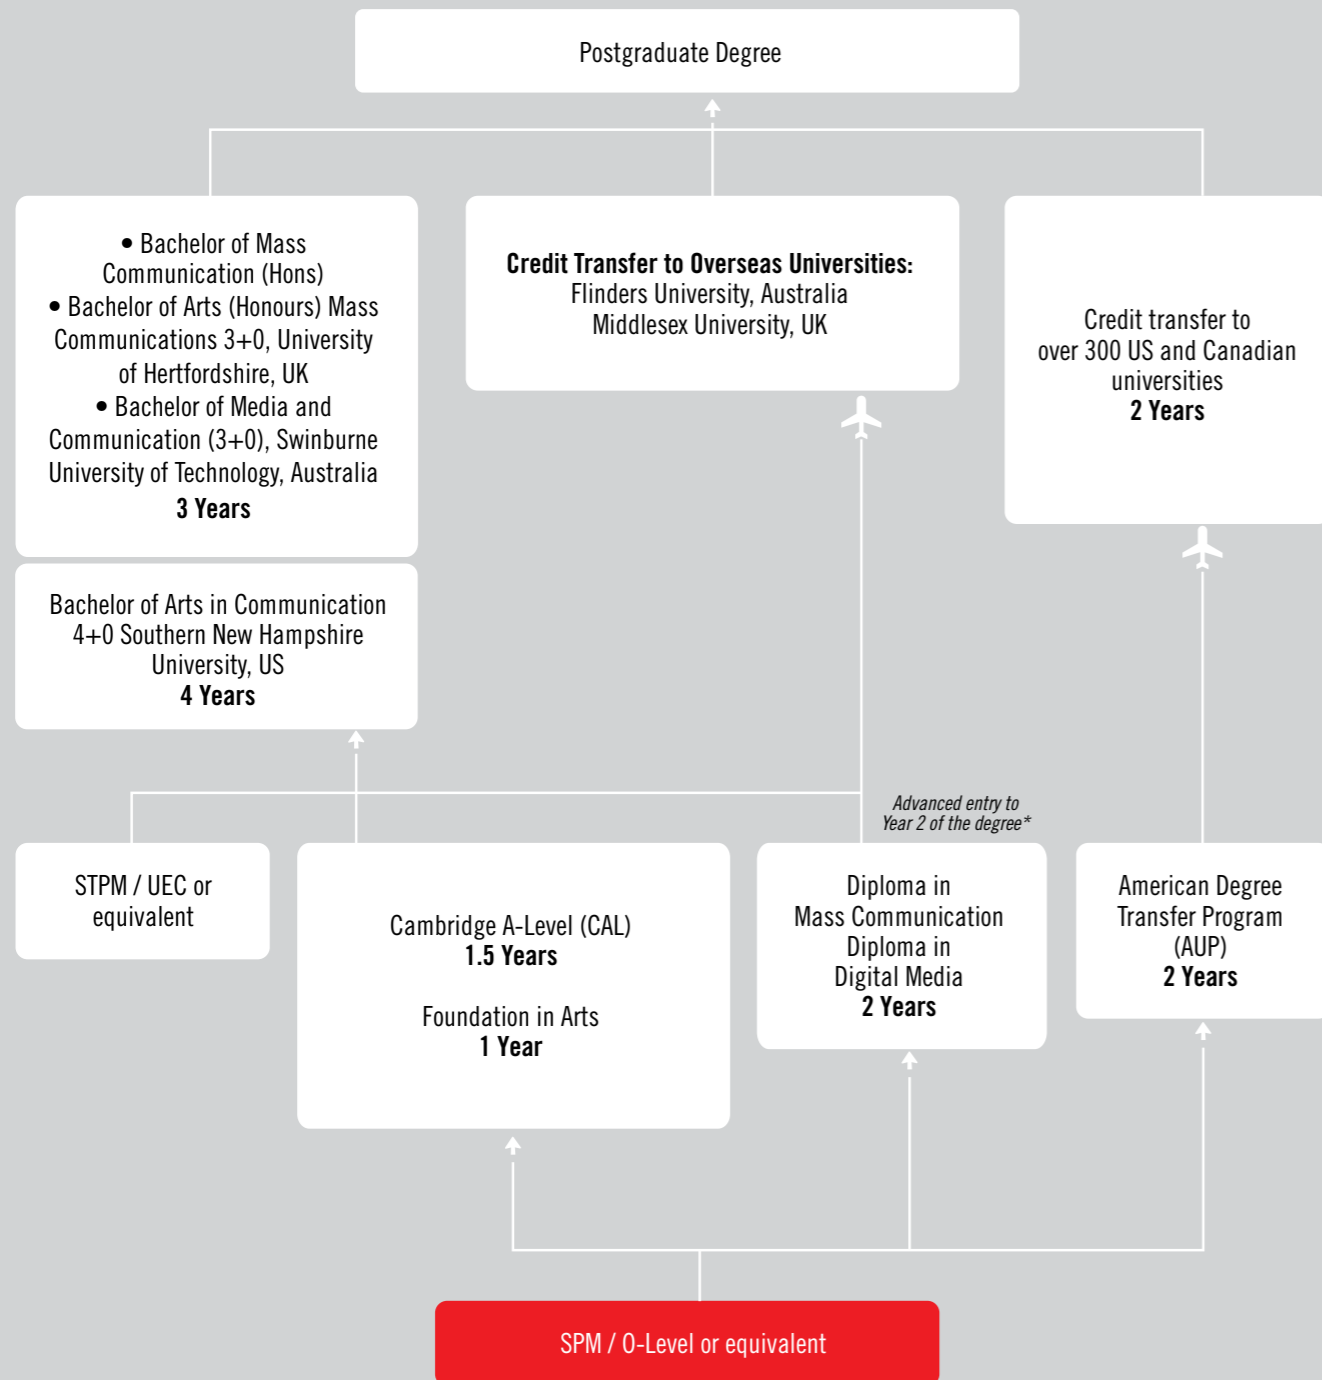 Postgraduate Degree
• Bachelor of Mass
Communication (Hons)
• Bachelor of Arts (Honours) Mass
Communications 3+0, University
of Hertfordshire, UK
• Bachelor of Media and
Communication (3+0), Swinburne
University of Technology, Australia
3 Years
Credit Transfer to Overseas Universities:
Flinders University, Australia
Middlesex University, UK
Credit transfer to
over 300 US and Canadian
universities
2 Years
Bachelor of Arts in Communication
4+0 Southern New Hampshire
University, US
4 Years
Advanced entry to
Year 2 of the degree*
STPM / UEC or
equivalent
Cambridge A-Level (CAL)
1.5 Years
Foundation in Arts
1 Year
Diploma in
Mass Communication
Diploma in
Digital Media
2 Years
American Degree
Transfer Program
(AUP)
2 Years
SPM / O-Level or equivalent